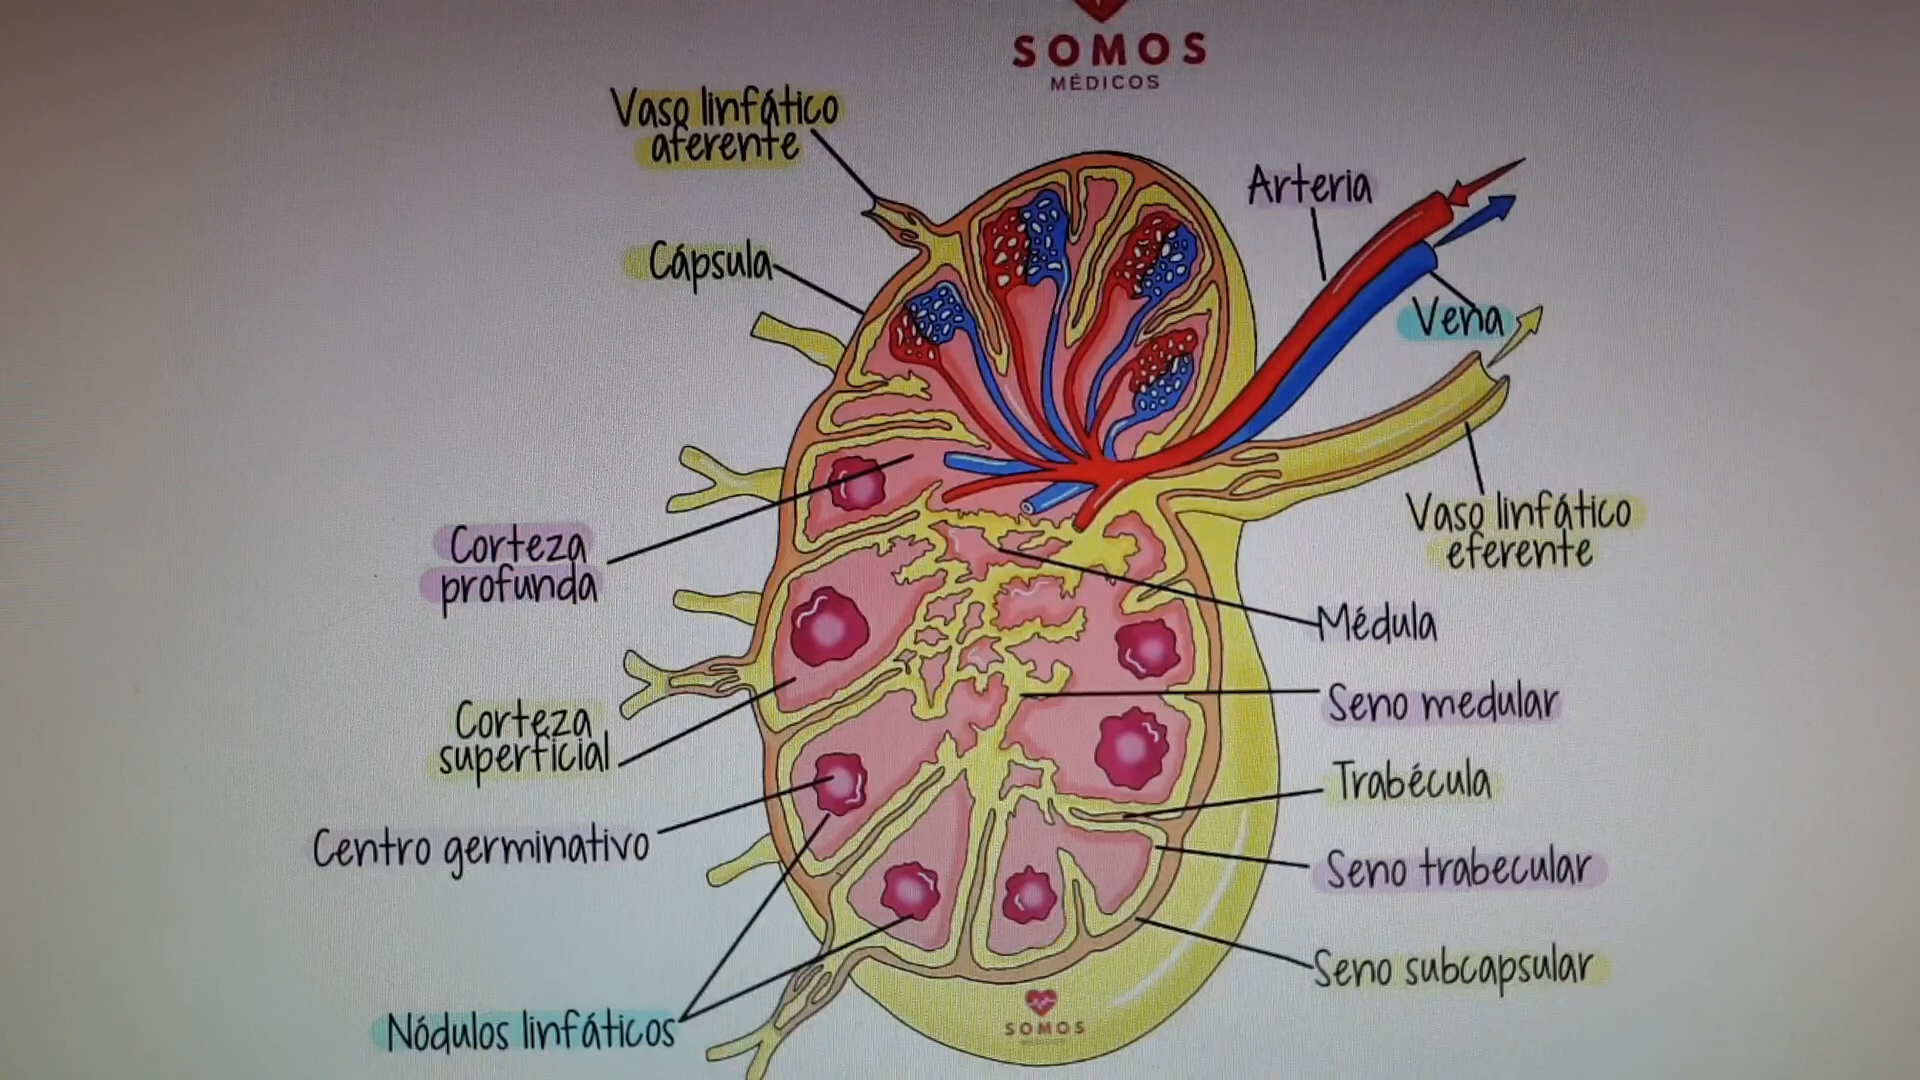 SOMOS
MÉDICOS
Vaso linfático
aferente
Arteria
Cápsula
Vena
Vaso linfático
eferente
Corteza
profunda
Médula
Corteza
superficial
Seno medular
Trabécula
Centro germinativo
Seno trabecular
Seno subcapsular
Nódulos linfáticos
SOMOS